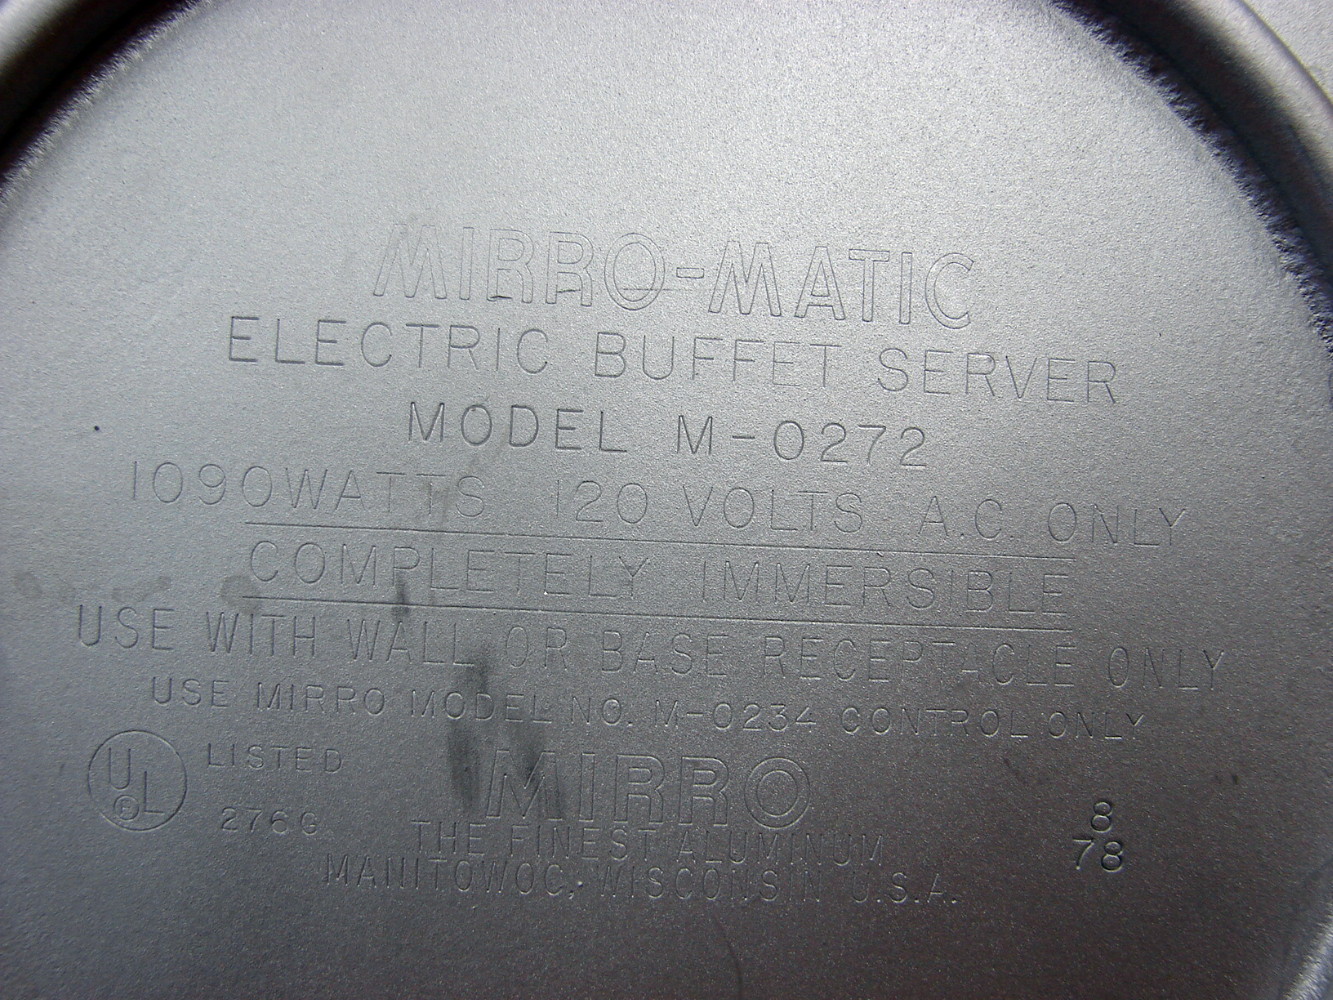 MIRRO-MATIC
ELECTRIC BUFFET SERVER
MODEL M-0272
1090WATTS 120 VOLTS A.C. ONLY
COMPLETELY IMMERSIBLE
USE WITH WALL OR BASE RECEPTACLE ONLY
USE MIRRO MODEL NO. M-0234 CONTROL ONLY
UL LISTED
276G
MIRRO
THE FINEST ALUMINUM
MANITOWOC, WISCONSIN U.S.A.
8
78